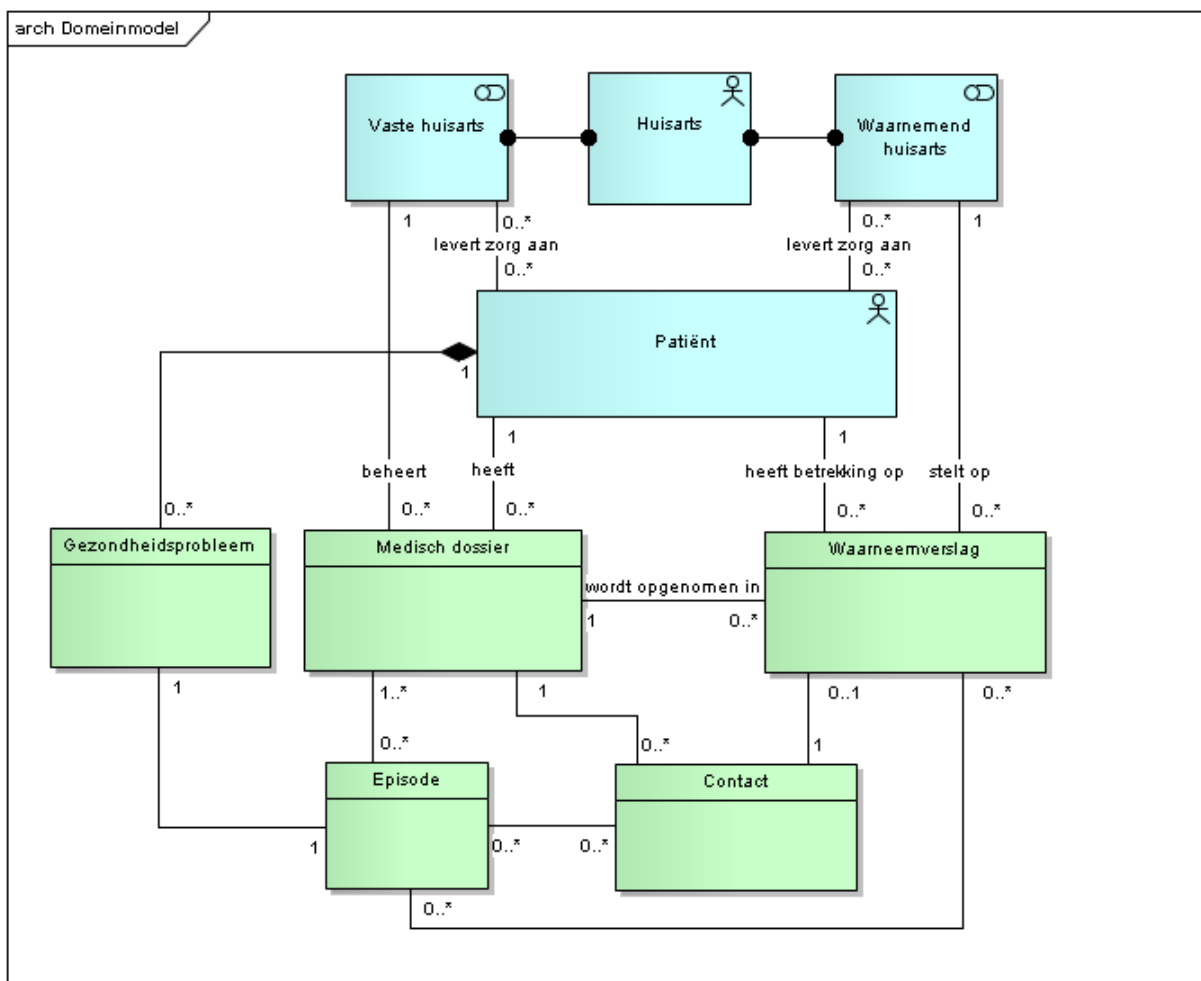 arch Domeinmodel
Vaste huisarts
Huisarts
Waarnemend
huisarts
1
0..*
0..*
1
levert zorg aan
levert zorg aan
0..*
0..*
Patiënt
1
1
1
beheert
heeft
heeft betrekking op
stelt op
0..*
0..*
0..*
0..*
0..*
Gezondheidsprobleem
Medisch dossier
Waarneemverslag
wordt opgenomen in
1
0..*
1
1..*
1
0..1
0..*
0..*
0..*
1
Episode
Contact
1
0..*
0..*
0..*